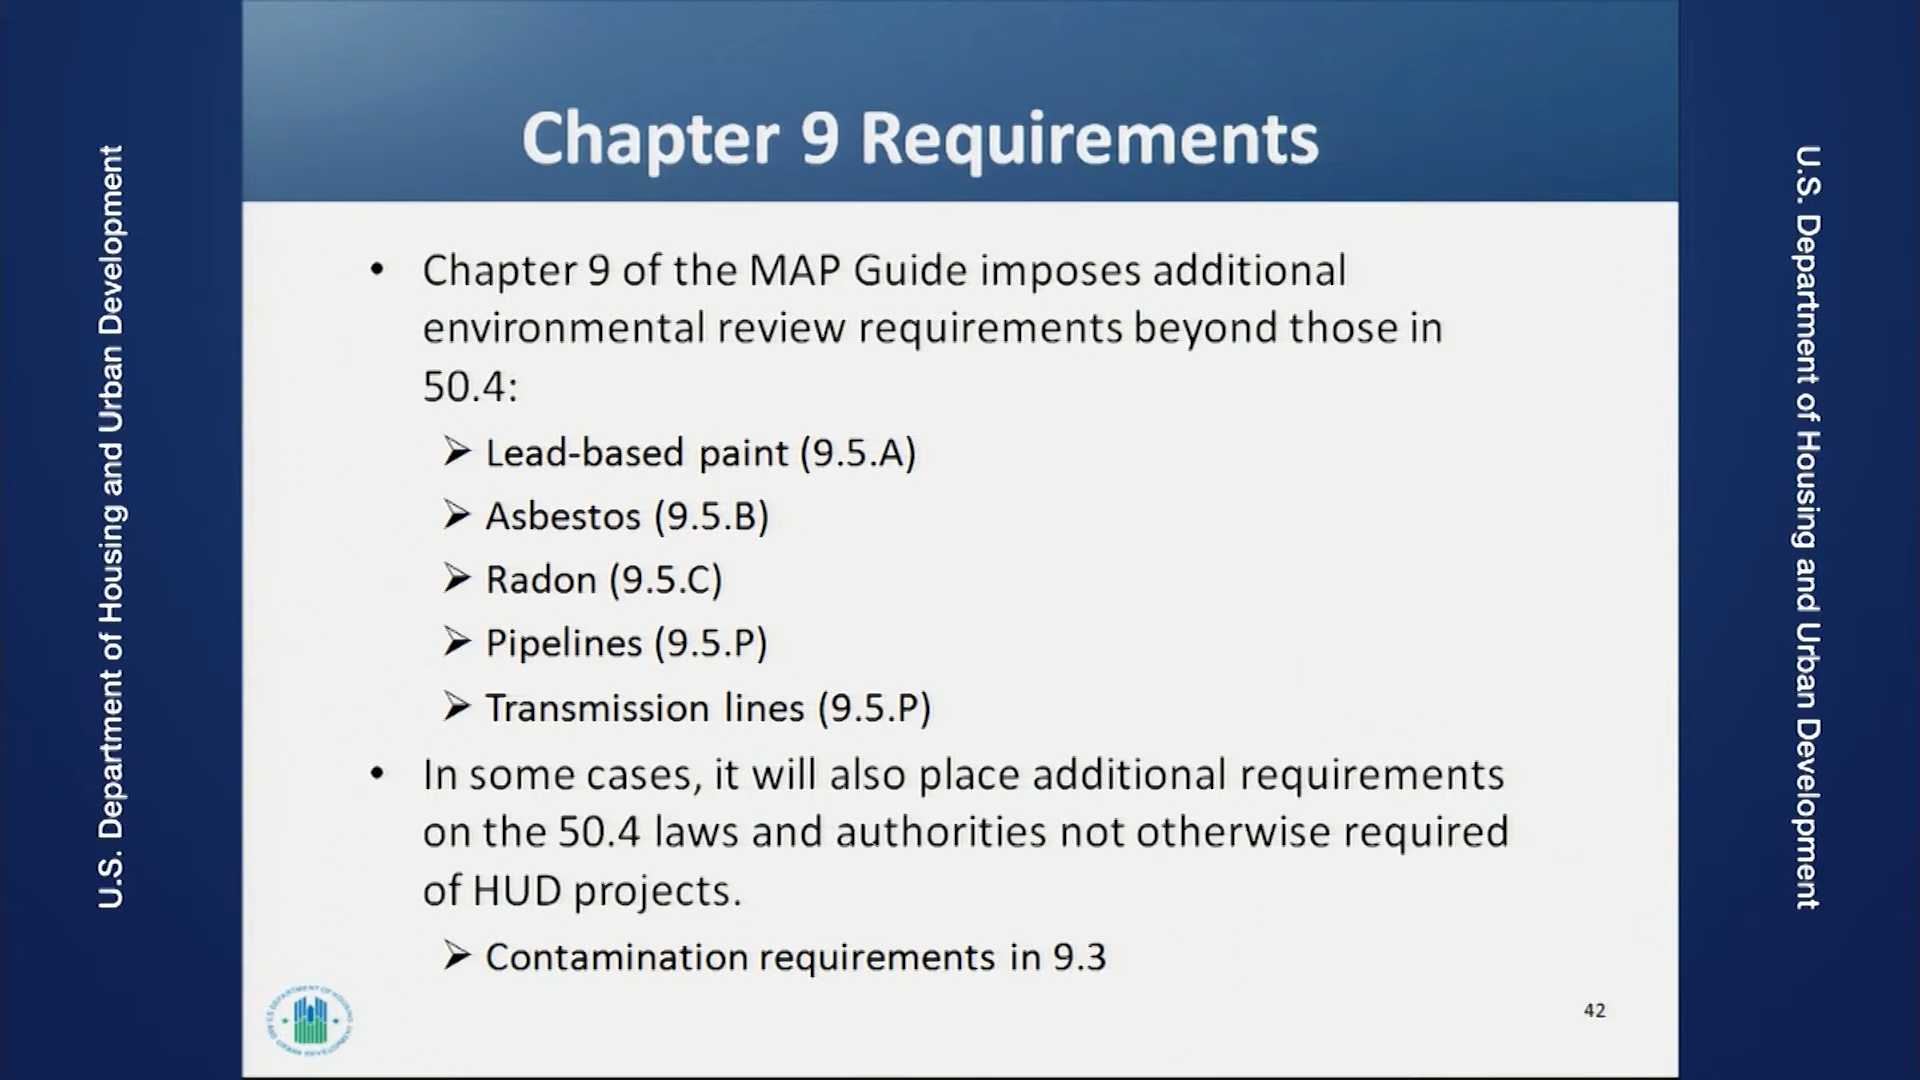 Chapter 9 Requirements
• Chapter 9 of the MAP Guide imposes additional
environmental review requirements beyond those in
50.4:
➢ Lead-based paint (9.5.A)
➢ Asbestos (9.5.B)
➢ Radon (9.5.C)
➢ Pipelines (9.5.P)
➢ Transmission lines (9.5.P)
• In some cases, it will also place additional requirements
on the 50.4 laws and authorities not otherwise required
of HUD projects.
➢ Contamination requirements in 9.3
42
U.S. Department of Housing and Urban Development
U.S. Department of Housing and Urban Development